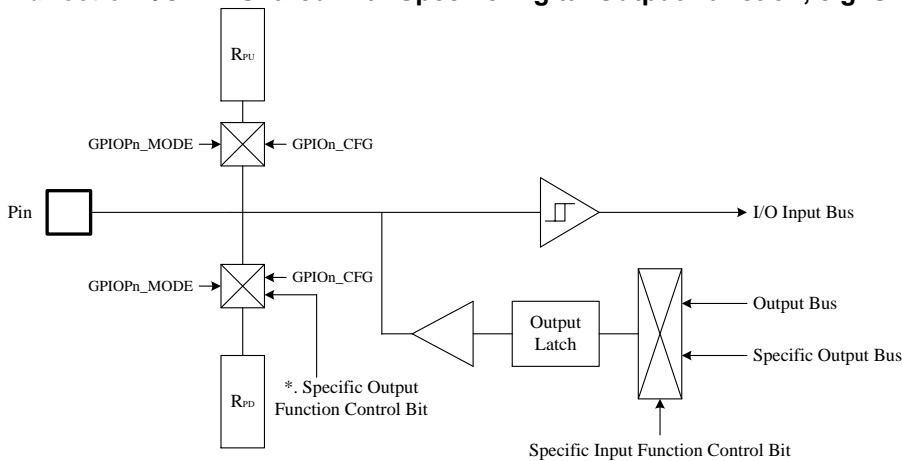 RPU
GPIOPn_MODE
GPIOn_CFG
Pin
I/O Input Bus
GPIOPn_MODE
GPIOn_CFG
Output Bus
Output
Latch
Specific Output Bus
RPD
*. Specific Output
Function Control Bit
Specific Input Function Control Bit